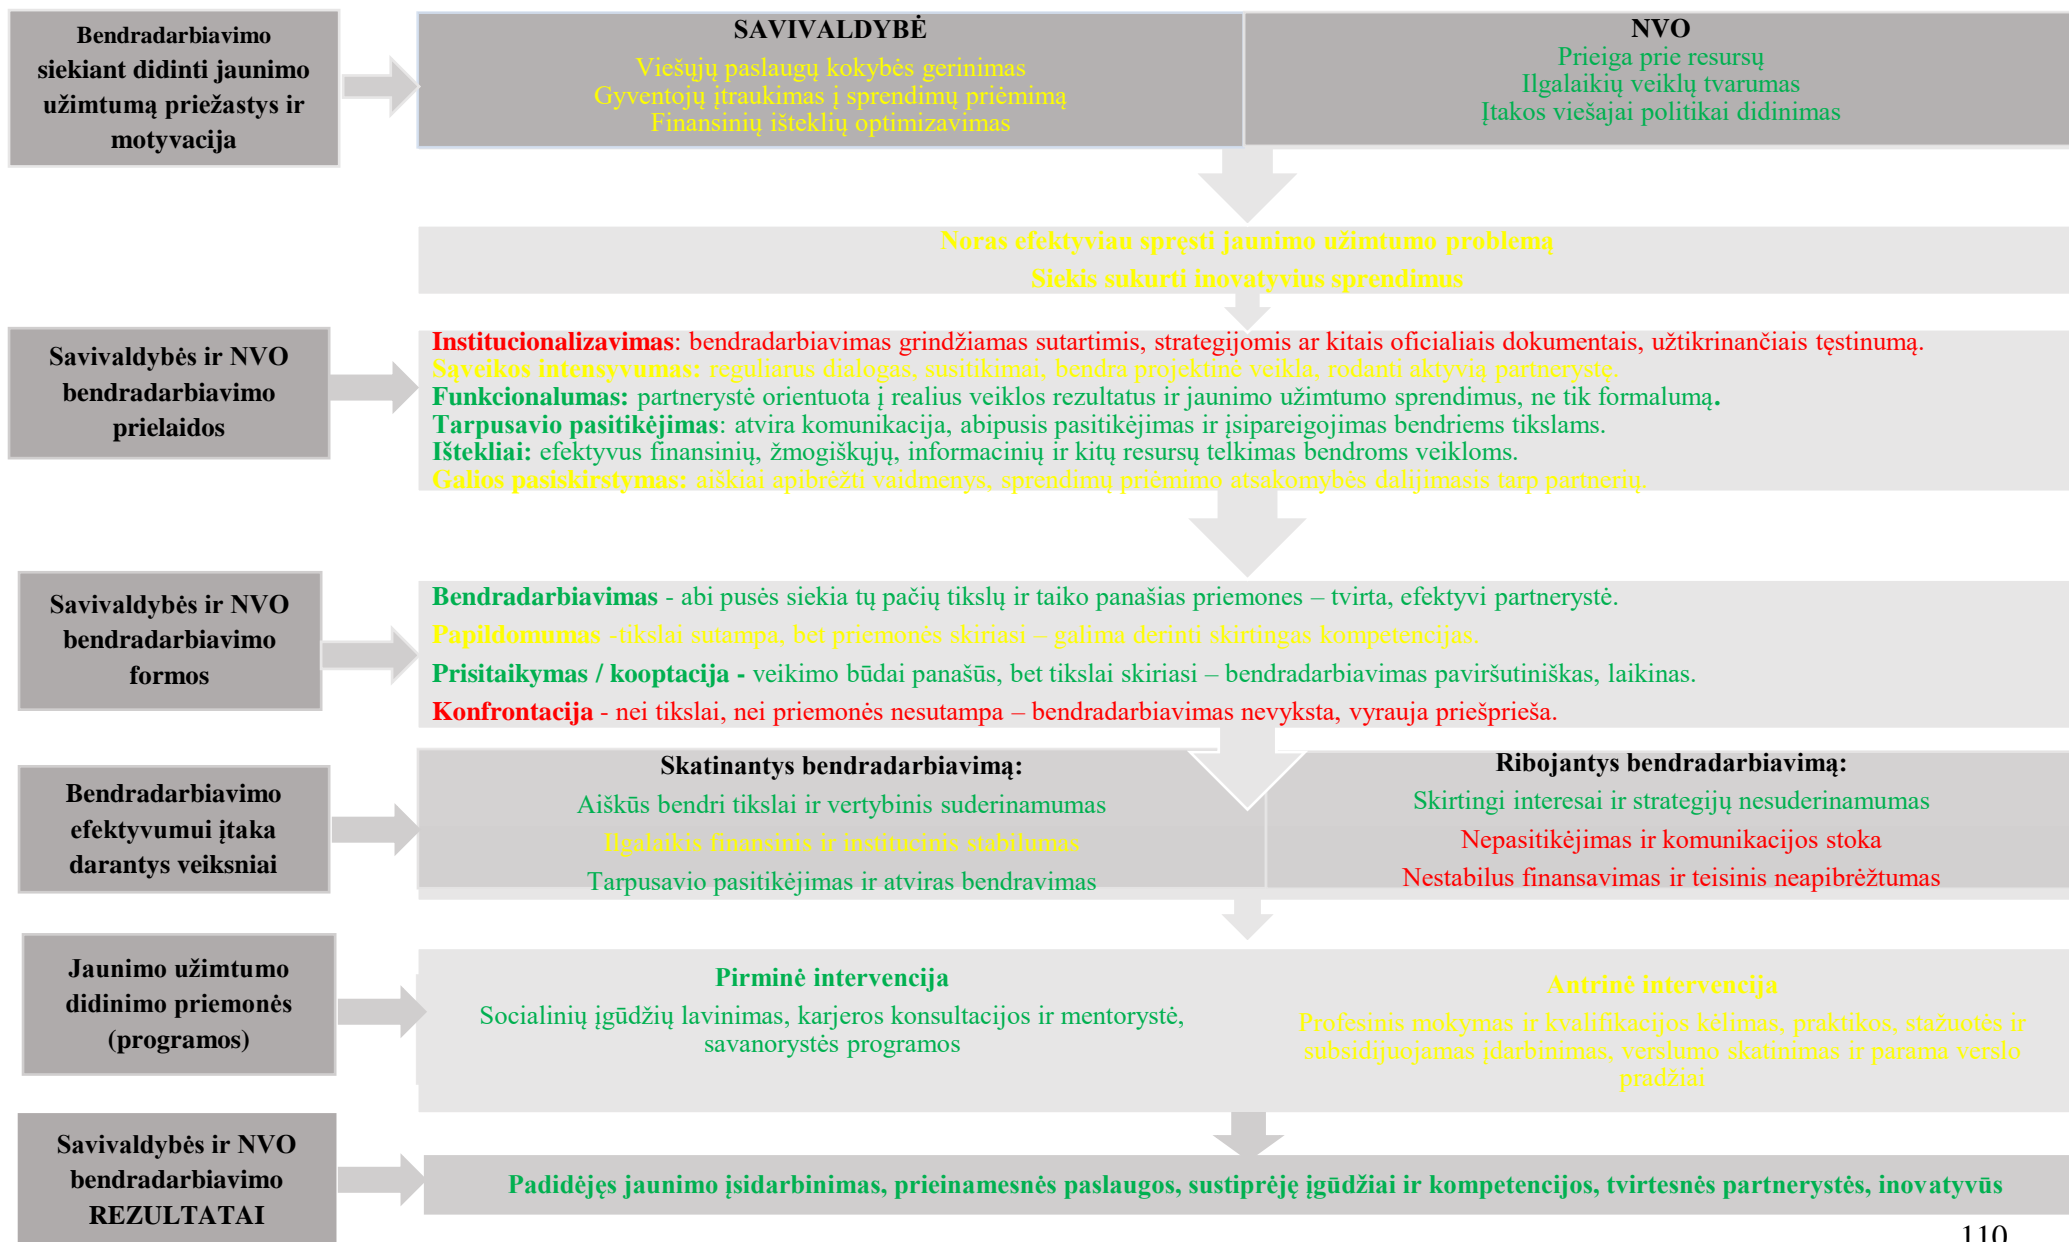 Bendradarbiavimo
siekiant didinti jaunimo
užimtumą priežastys ir
motyvacija
SAVIVALDYBĖ
Viešųjų paslaugų kokybės gerinimas
Gyventojų įtraukimas į sprendimų priėmimą
Finansinių išteklių optimizavimas
NVO
Prieiga prie resursų
Ilgalaikių veiklų tvarumas
Įtakos viešajai politikai didinimas
Noras efektyviau spręsti jaunimo užimtumo problemą
Siekis sukurti inovatyvius sprendimus
Savivaldybės ir NVO
bendradarbiavimo
prielaidos
Institucionalizavimas: bendradarbiavimas grindžiamas sutartimis, strategijomis ar kitais oficialiais dokumentais, užtikrinančiais tęstinumą.
Sąveikos intensyvumas: reguliarus dialogas, susitikimai, bendra projektinė veikla, rodanti aktyvią partnerystę.
Funkcionalumas: partnerystė orientuota į realius veiklos rezultatus ir jaunimo užimtumo sprendimus, ne tik formalumą.
Tarpusavio pasitikėjimas: atvira komunikacija, abipusis pasitikėjimas ir įsipareigojimas bendriems tikslams.
Ištekliai: efektyvus finansinių, žmogiškųjų, informacinių ir kitų resursų telkimas bendroms veikloms.
Galios pasiskirstymas: aiškiai apibrėžti vaidmenys, sprendimų priėmimo atsakomybės dalijimasis tarp partnerių.
Savivaldybės ir NVO
bendradarbiavimo
formos
Bendradarbiavimas - abi pusės siekia tų pačių tikslų ir taiko panašias priemones – tvirta, efektyvi partnerystė.
Papildomumas -tikslai sutampa, bet priemonės skiriasi – galima derinti skirtingas kompetencijas.
Prisitaikymas / kooptacija - veikimo būdai panašūs, bet tikslai skiriasi – bendradarbiavimas paviršutiniškas, laikinas.
Konfrontacija - nei tikslai, nei priemonės nesutampa – bendradarbiavimas nevyksta, vyrauja priešprieša.
Bendradarbiavimo
efektyvumui įtaka
darantys veiksniai
Skatinantys bendradarbiavimą:
Aiškūs bendri tikslai ir vertybinis suderinamumas
Ilgalaikis finansinis ir institucinis stabilumas
Tarpusavio pasitikėjimas ir atviras bendravimas
Ribojantys bendradarbiavimą:
Skirtingi interesai ir strategijų nesuderinamumas
Nepasitikėjimas ir komunikacijos stoka
Nestabilus finansavimas ir teisinis neapibrėžtumas
Jaunimo užimtumo
didinimo priemonės
(programos)
Pirminė intervencija
Socialinių įgūdžių lavinimas, karjeros konsultacijos ir mentorystė,
savanorystės programos
Antrinė intervencija
Profesinis mokymas ir kvalifikacijos kėlimas, praktikos, stažuotės ir
subsidijuojamas įdarbinimas, verslumo skatinimas ir parama verslo
pradžiai
Savivaldybės ir NVO
bendradarbiavimo
REZULTATAI
Padidėjęs jaunimo įsidarbinimas, prieinamesnės paslaugos, sustiprėję įgūdžiai ir kompetencijos, tvirtesnės partnerystės, inovatyvūs
110